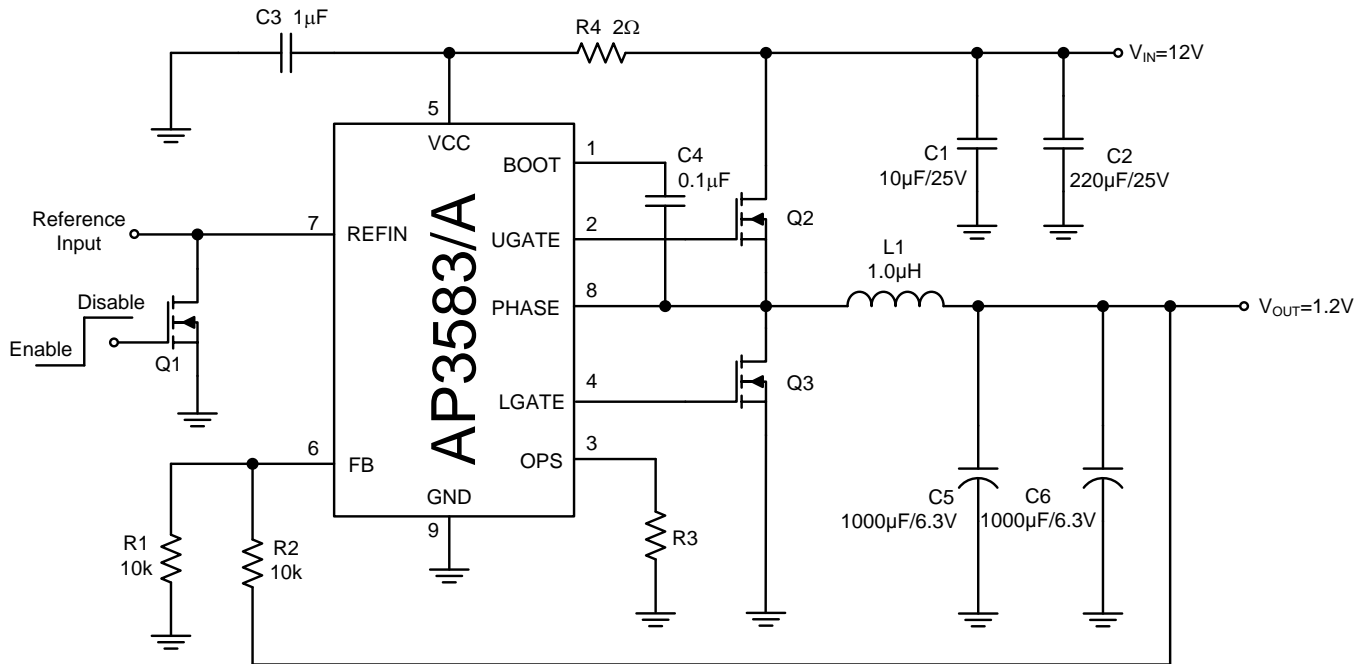 C3 1μF
R4 2Ω
V_IN=12V
5
VCC
1
BOOT
C4
0.1μF
C1
10μF/25V
C2
220μF/25V
Reference
Input
7
REFIN
AP3583/A
2
UGATE
Q2
L1
1.0μH
Disable
Enable
Q1
8
PHASE
V_OUT=1.2V
4
LGATE
Q3
6
FB
3
OPS
GND
9
C5
1000μF/6.3V
C6
1000μF/6.3V
R1
10k
R2
10k
R3